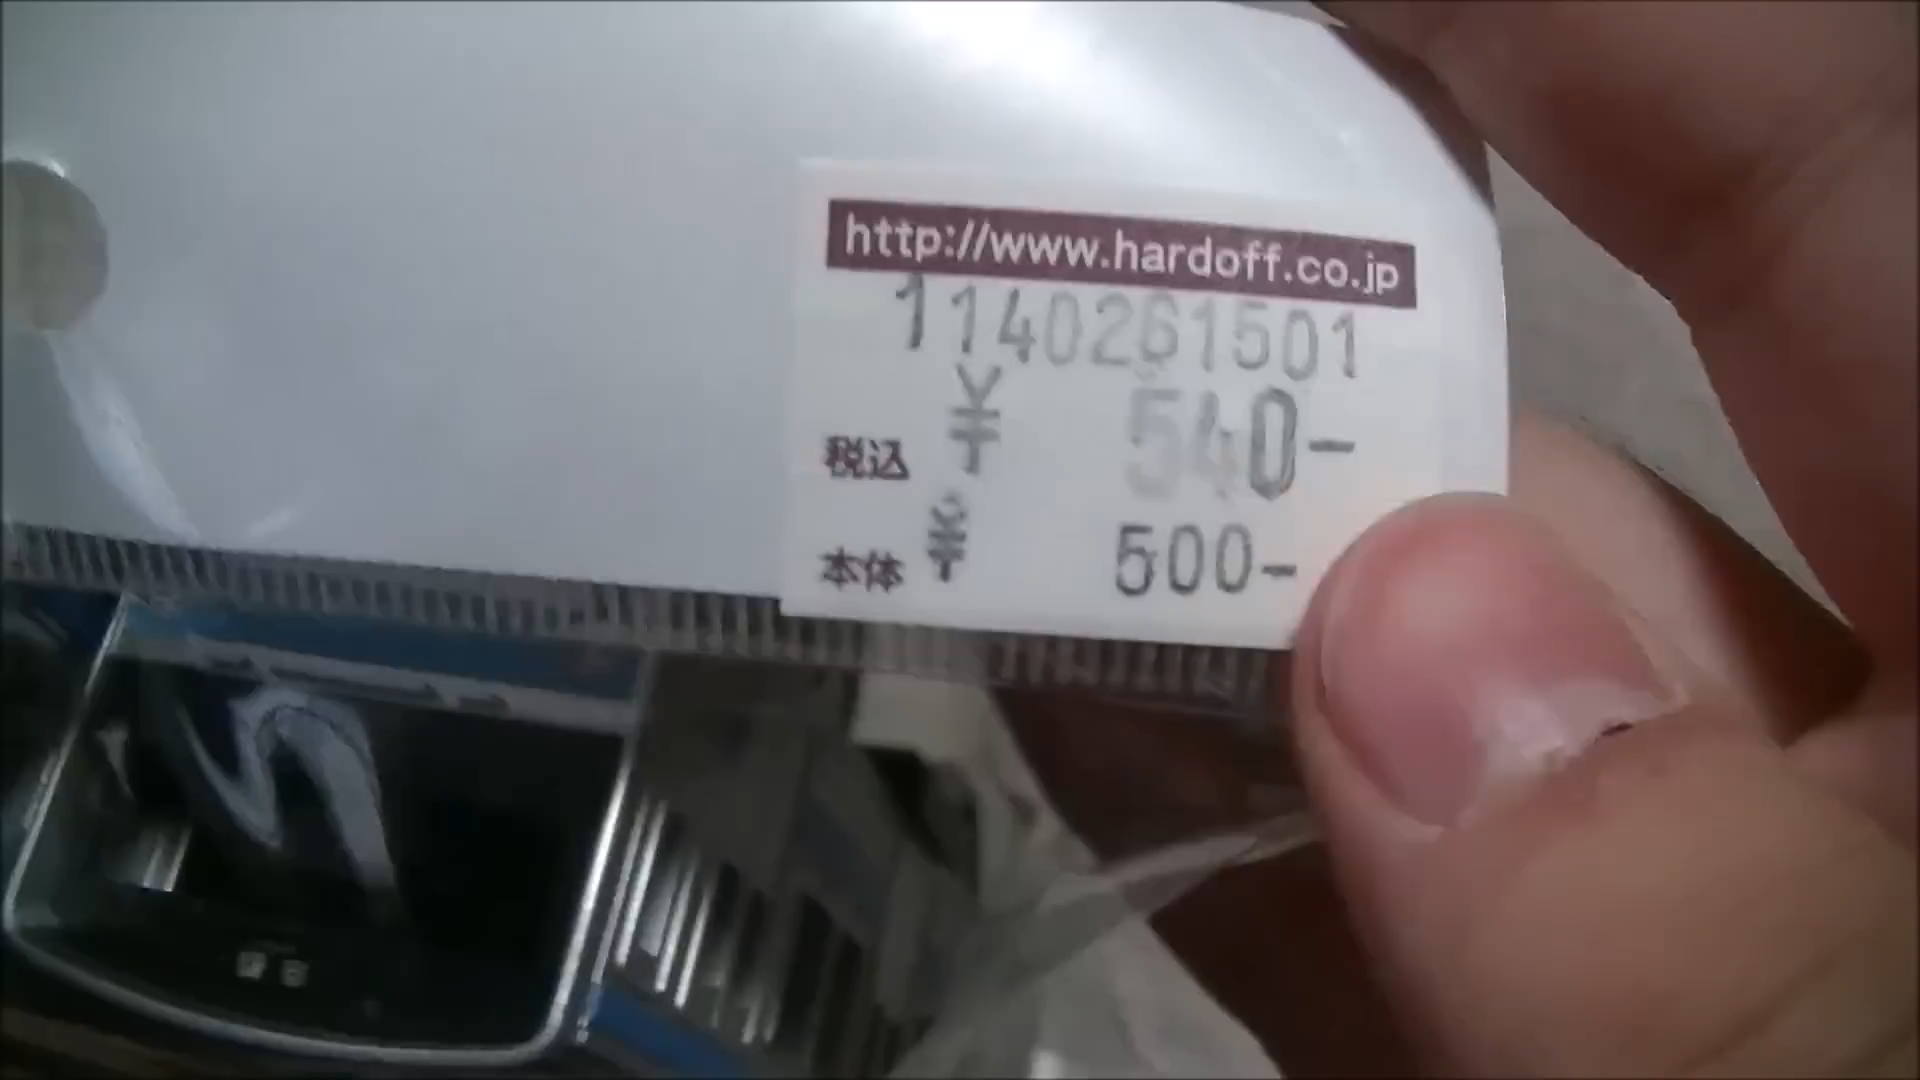 http://www.hardoff.co.jp
1140261501
税込 ¥ 540-
本体 ¥ 500-